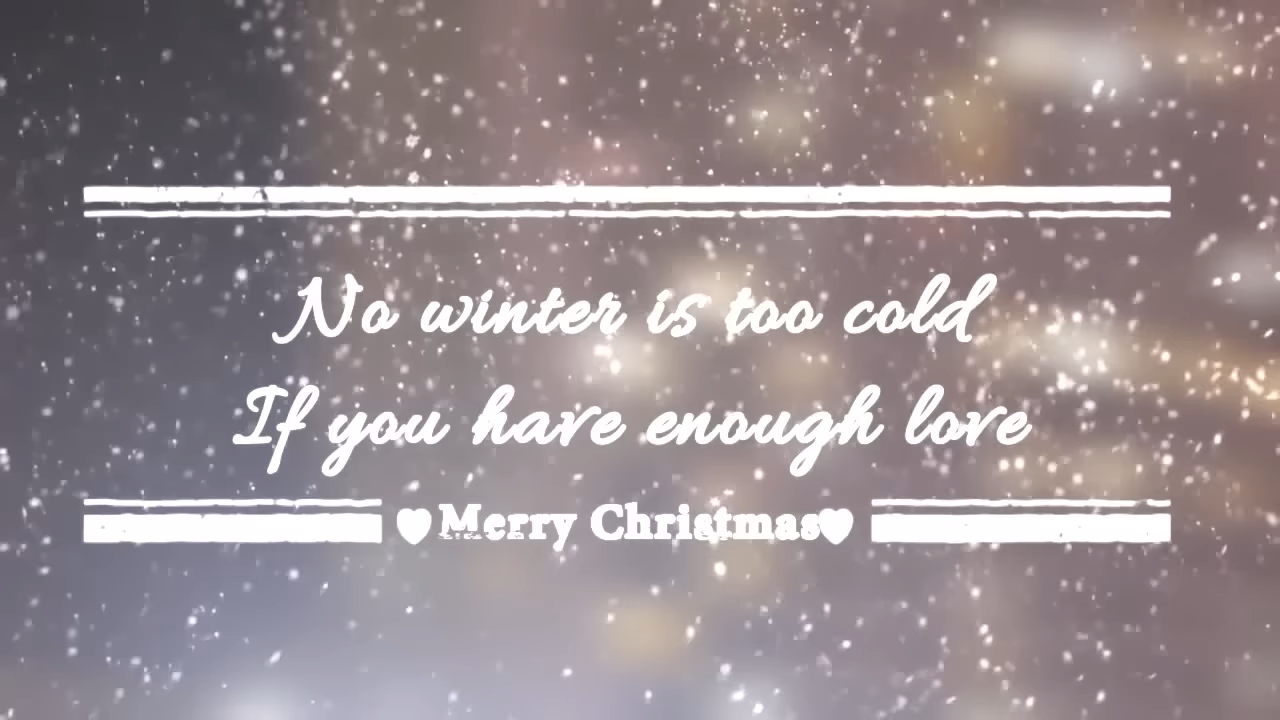 No winter is too cold
If you have enough love
♥Merry Christmas♥